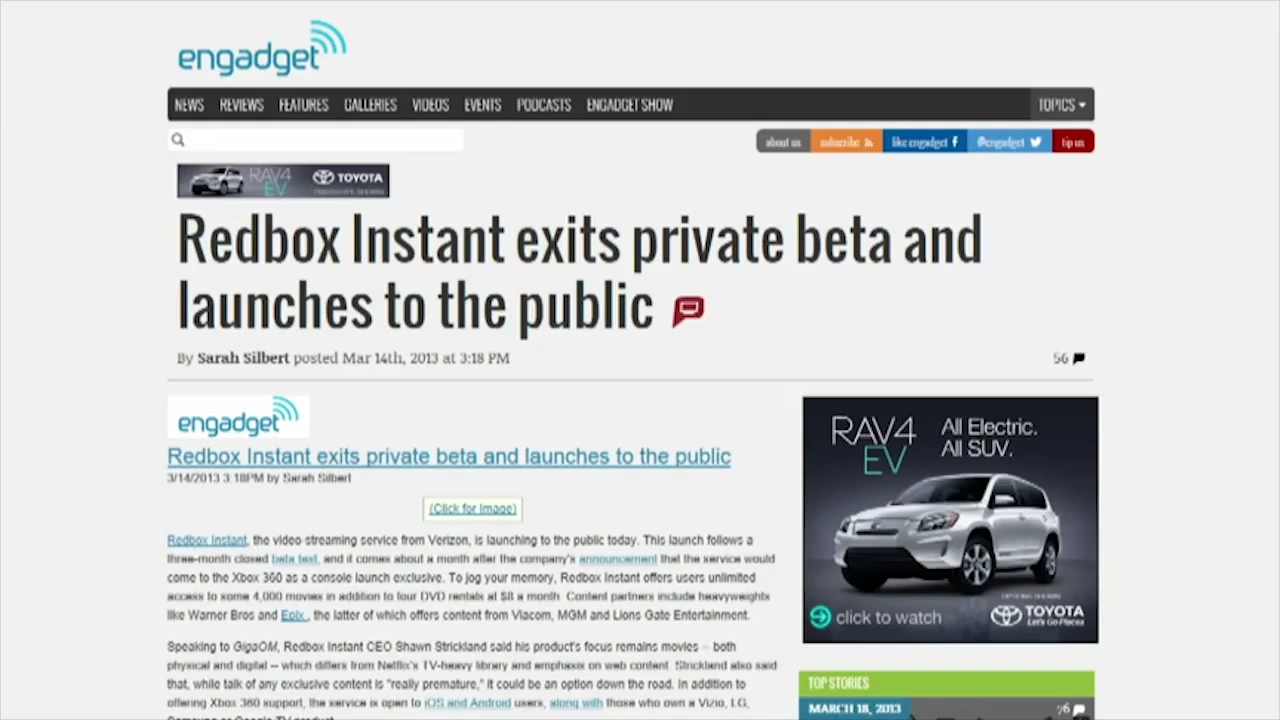 engadget
NEWS REVIEWS FEATURES GALLERIES VIDEOS EVENTS PODCASTS ENGADGET SHOW TOPICS
about us subscribe like engadget @engadget tip us
RAV4 EV TOYOTA
Redbox Instant exits private beta and
launches to the public
By Sarah Silbert posted Mar 14th, 2013 at 3:18 PM 56
engadget
Redbox Instant exits private beta and launches to the public
3/14/2013 3:18PM by Sarah Silbert
(Click for Image)
Redbox Instant, the video-streaming service from Verizon, is launching to the public today. This launch follows a
three-month closed beta test, and it comes about a month after the company's announcement that the service would
come to the Xbox 360 as a console launch exclusive. To jog your memory, Redbox Instant offers users unlimited
access to some 4,000 movies in addition to four DVD rentals at $8 a month. Content partners include heavyweights
like Warner Bros and Epix, the latter of which offers content from Viacom, MGM and Lions Gate Entertainment.
Speaking to GigaOM, Redbox Instant CEO Shawn Strickland said his product's focus remains movies -- both
physical and digital -- which differs from Netflix's TV-heavy library and emphasis on web content. Strickland also said
that, while talk of any exclusive content is "really premature," it could be an option down the road. In addition to
offering Xbox 360 support, the service is open to iOS and Android users, along with those who own a Vizio, LG,
Samsung or Google TV product.
RAV4
EV
All Electric.
All SUV.
OPTIONS SHOWN
click to watch
TOYOTA
Let's Go Places
TOP STORIES
MARCH 18, 2013 76